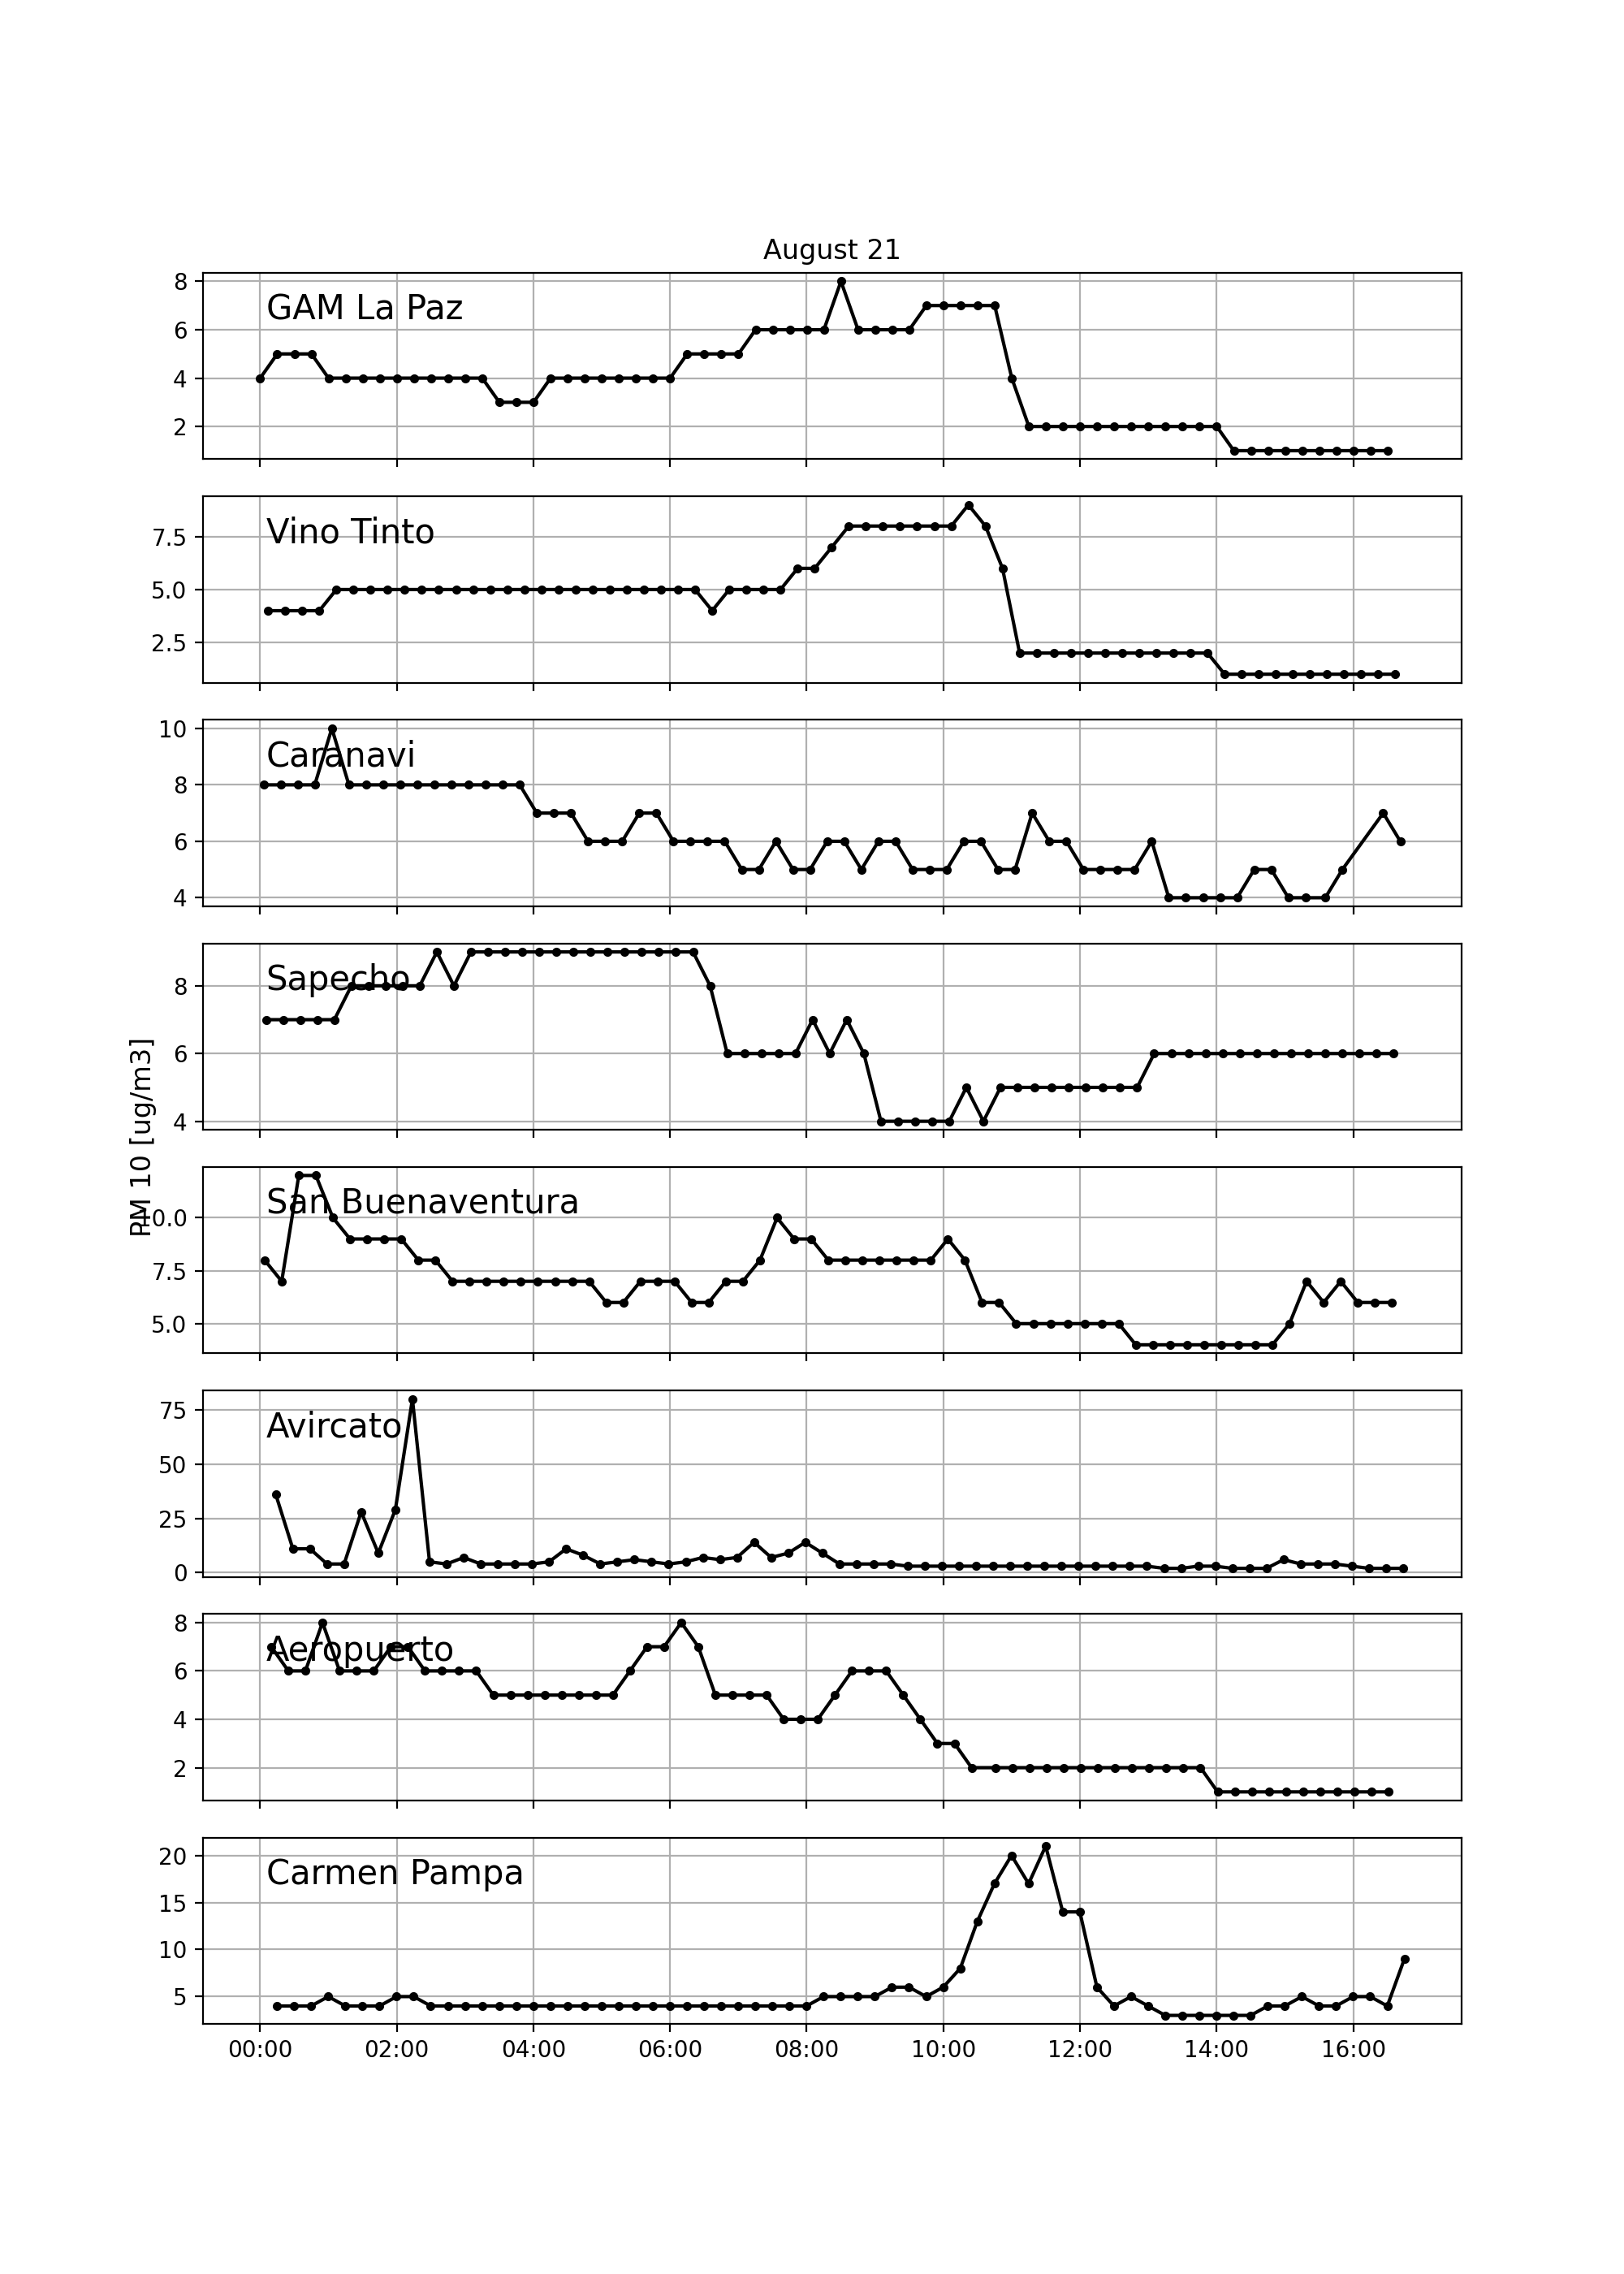 August 21
PM 10 [ug/m3]
GAM La Paz
8
6
4
2
Vino Tinto
7.5
5.0
2.5
Caranavi
10
8
6
4
Sapecho
8
6
4
San Buenaventura
10.0
7.5
5.0
Avircato
75
50
25
0
Aeropuerto
8
6
4
2
Carmen Pampa
20
15
10
5
00:00 02:00 04:00 06:00 08:00 10:00 12:00 14:00 16:00